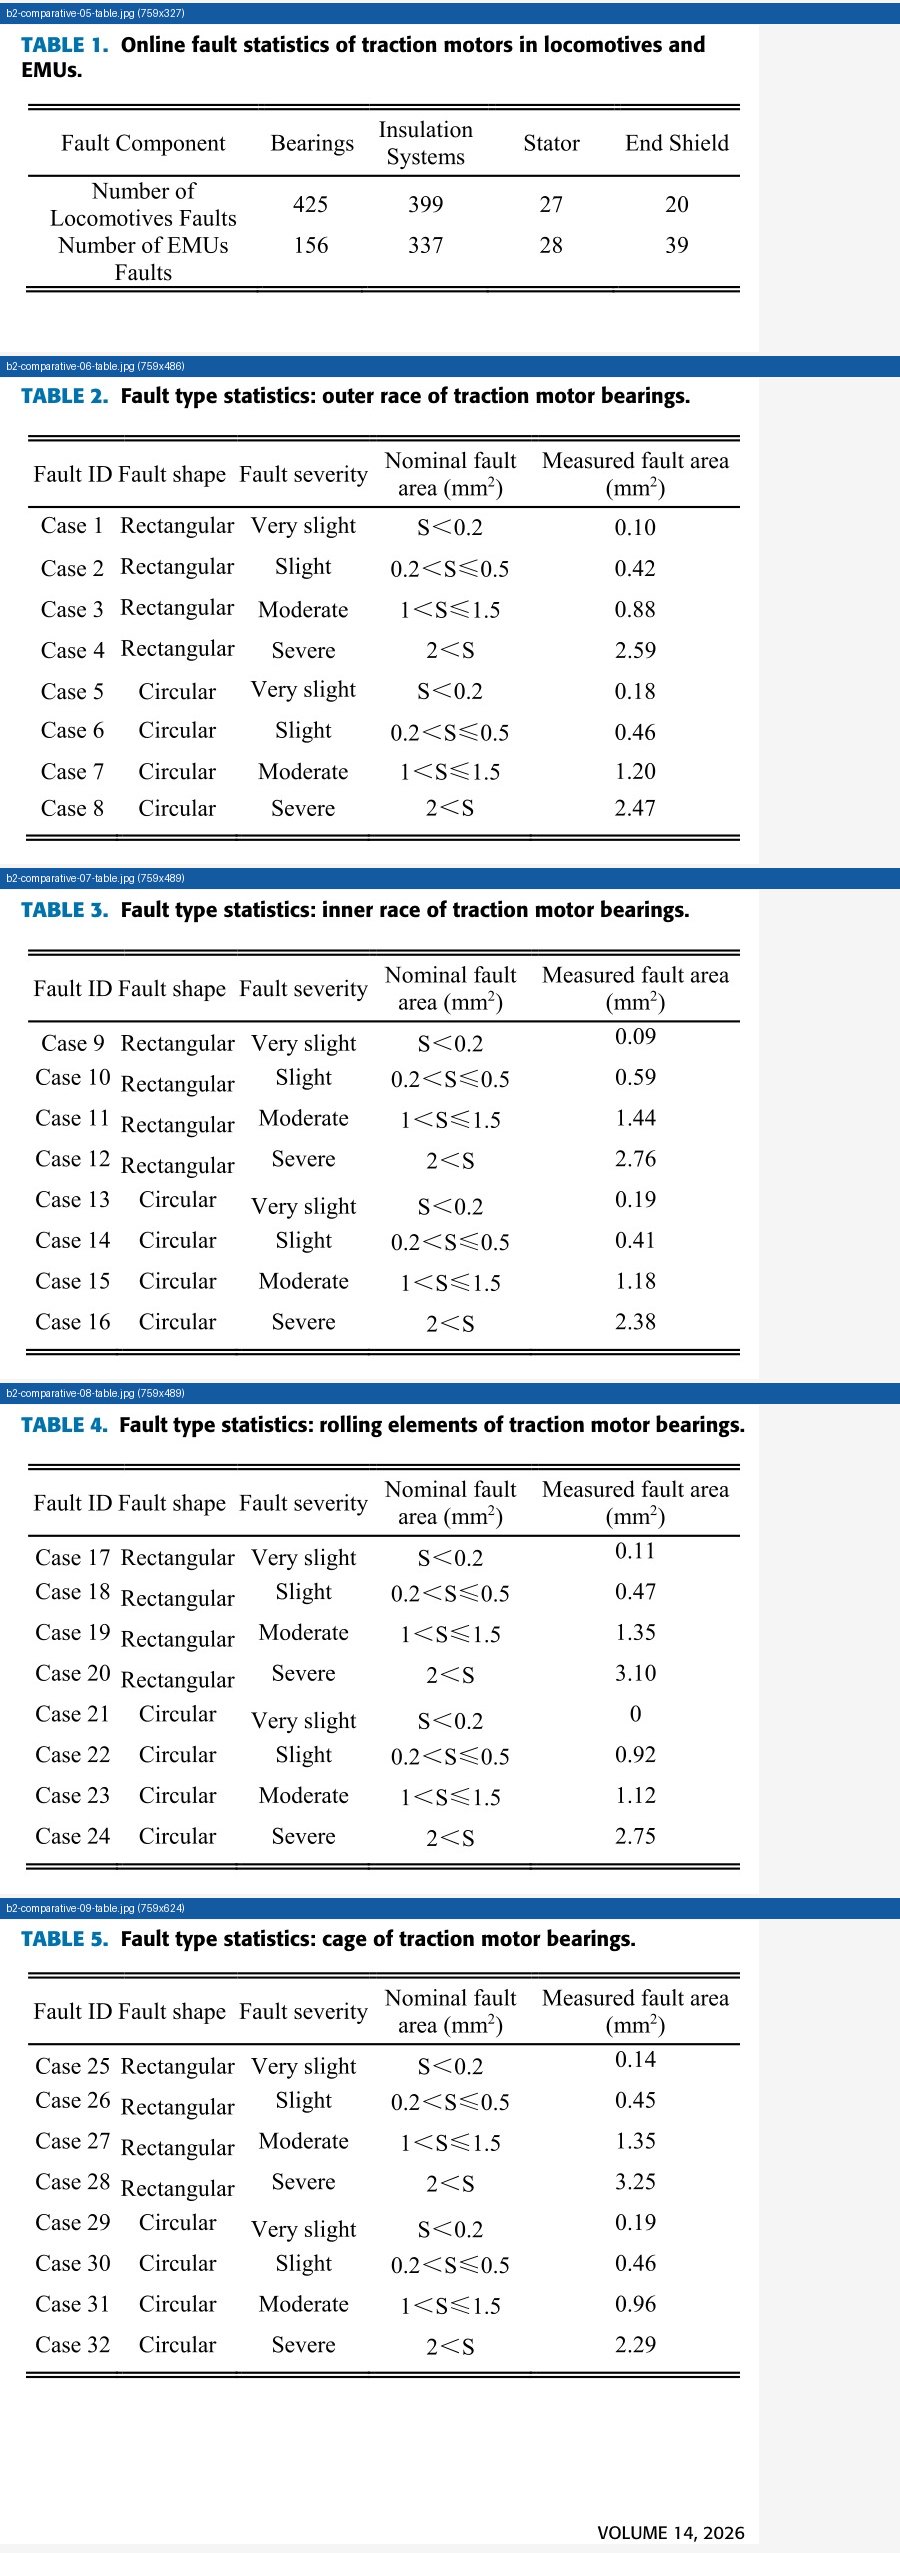 b2-comparative-05-table.jpg (759x327)
TABLE 1. Online fault statistics of traction motors in locomotives and
EMUs.
Fault Component Bearings Insulation Systems Stator End Shield
Number of Locomotives Faults 425 399 27 20
Number of EMUs Faults 156 337 28 39
b2-comparative-06-table.jpg (759x486)
TABLE 2. Fault type statistics: outer race of traction motor bearings.
Fault ID Fault shape Fault severity Nominal fault area (mm²) Measured fault area (mm²)
Case 1 Rectangular Very slight S<0.2 0.10
Case 2 Rectangular Slight 0.2<S≤0.5 0.42
Case 3 Rectangular Moderate 1<S≤1.5 0.88
Case 4 Rectangular Severe 2<S 2.59
Case 5 Circular Very slight S<0.2 0.18
Case 6 Circular Slight 0.2<S≤0.5 0.46
Case 7 Circular Moderate 1<S≤1.5 1.20
Case 8 Circular Severe 2<S 2.47
b2-comparative-07-table.jpg (759x489)
TABLE 3. Fault type statistics: inner race of traction motor bearings.
Fault ID Fault shape Fault severity Nominal fault area (mm²) Measured fault area (mm²)
Case 9 Rectangular Very slight S<0.2 0.09
Case 10 Rectangular Slight 0.2<S≤0.5 0.59
Case 11 Rectangular Moderate 1<S≤1.5 1.44
Case 12 Rectangular Severe 2<S 2.76
Case 13 Circular Very slight S<0.2 0.19
Case 14 Circular Slight 0.2<S≤0.5 0.41
Case 15 Circular Moderate 1<S≤1.5 1.18
Case 16 Circular Severe 2<S 2.38
b2-comparative-08-table.jpg (759x489)
TABLE 4. Fault type statistics: rolling elements of traction motor bearings.
Fault ID Fault shape Fault severity Nominal fault area (mm²) Measured fault area (mm²)
Case 17 Rectangular Very slight S<0.2 0.11
Case 18 Rectangular Slight 0.2<S≤0.5 0.47
Case 19 Rectangular Moderate 1<S≤1.5 1.35
Case 20 Rectangular Severe 2<S 3.10
Case 21 Circular Very slight S<0.2 0
Case 22 Circular Slight 0.2<S≤0.5 0.92
Case 23 Circular Moderate 1<S≤1.5 1.12
Case 24 Circular Severe 2<S 2.75
b2-comparative-09-table.jpg (759x624)
TABLE 5. Fault type statistics: cage of traction motor bearings.
Fault ID Fault shape Fault severity Nominal fault area (mm²) Measured fault area (mm²)
Case 25 Rectangular Very slight S<0.2 0.14
Case 26 Rectangular Slight 0.2<S≤0.5 0.45
Case 27 Rectangular Moderate 1<S≤1.5 1.35
Case 28 Rectangular Severe 2<S 3.25
Case 29 Circular Very slight S<0.2 0.19
Case 30 Circular Slight 0.2<S≤0.5 0.46
Case 31 Circular Moderate 1<S≤1.5 0.96
Case 32 Circular Severe 2<S 2.29
VOLUME 14, 2026